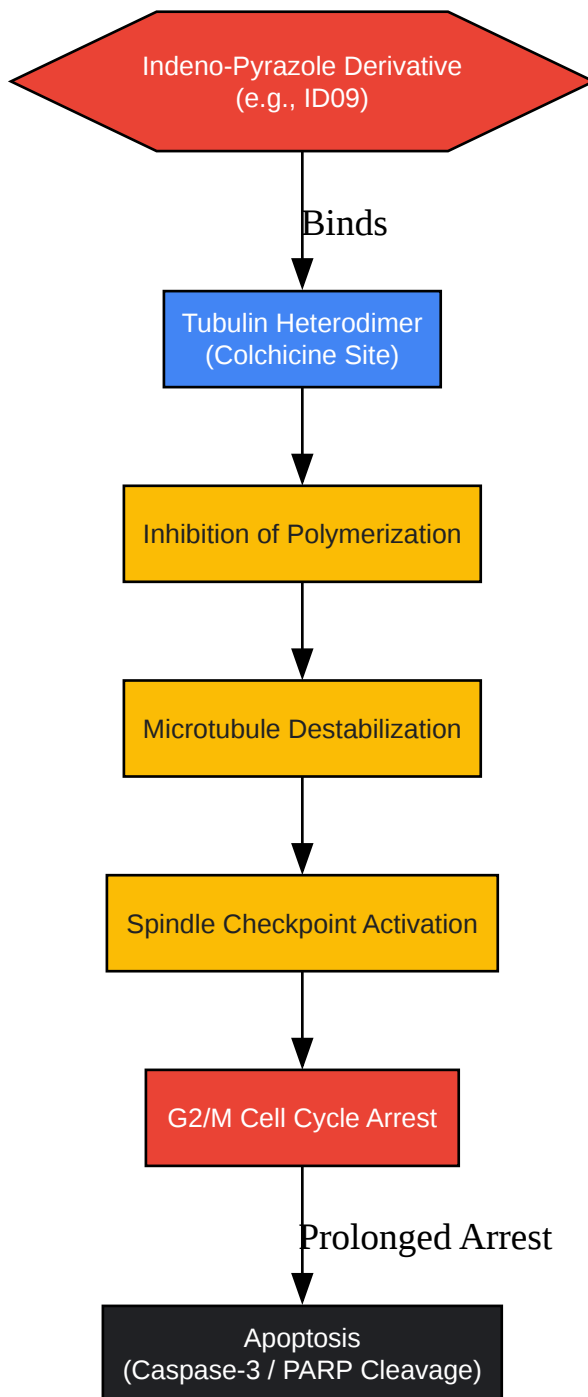 Indeno-Pyrazole Derivative
(e.g., ID09)
Binds
Tubulin Heterodimer
(Colchicine Site)
Inhibition of Polymerization
Microtubule Destabilization
Spindle Checkpoint Activation
G2/M Cell Cycle Arrest
Prolonged Arrest
Apoptosis
(Caspase-3 / PARP Cleavage)